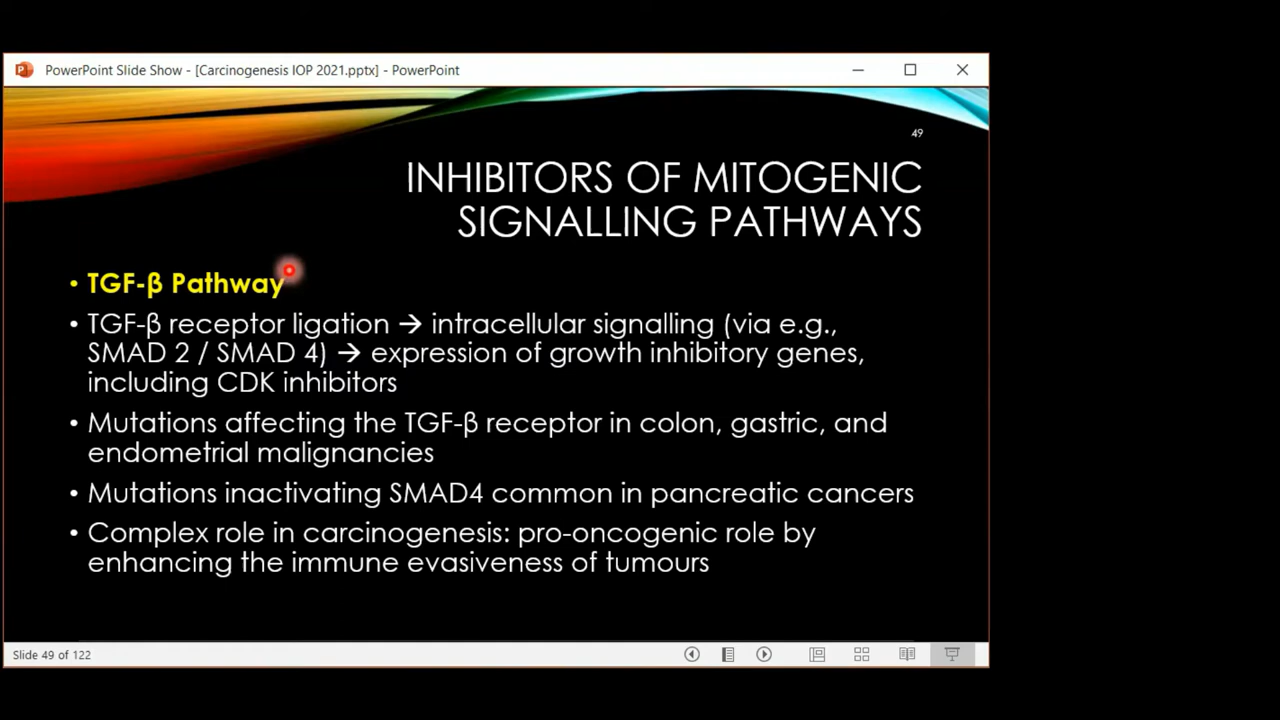 PowerPoint Slide Show - [Carcinogenesis IOP 2021.pptx] - PowerPoint
49
INHIBITORS OF MITOGENIC
SIGNALLING PATHWAYS
• TGF-β Pathway
• TGF-β receptor ligation → intracellular signalling (via e.g.,
SMAD 2 / SMAD 4) → expression of growth inhibitory genes,
including CDK inhibitors
• Mutations affecting the TGF-β receptor in colon, gastric, and
endometrial malignancies
• Mutations inactivating SMAD4 common in pancreatic cancers
• Complex role in carcinogenesis: pro-oncogenic role by
enhancing the immune evasiveness of tumours
Slide 49 of 122